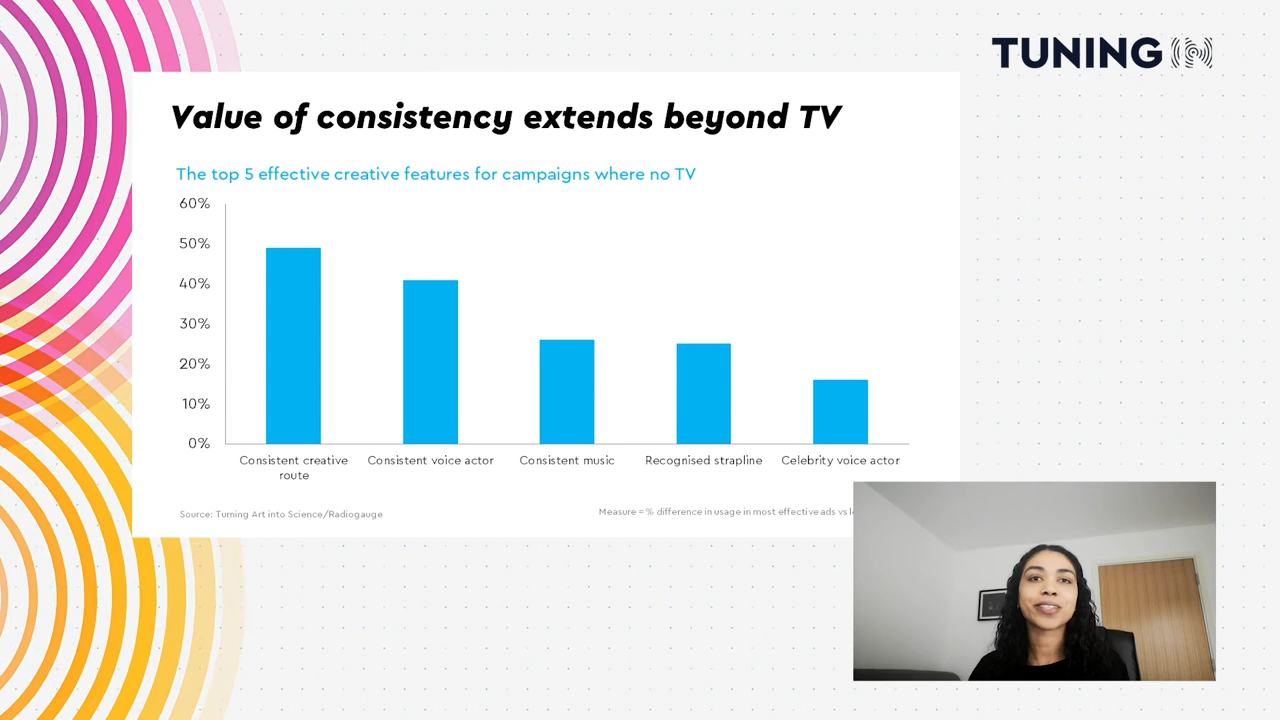 TUNING
Value of consistency extends beyond TV
The top 5 effective creative features for campaigns where no TV
60%
50%
40%
30%
20%
10%
0%
Consistent creative route
Consistent voice actor
Consistent music
Recognised strapline
Celebrity voice actor
Source: Turning Art into Science/Radiogauge
Measure = % difference in usage in most effective ads vs